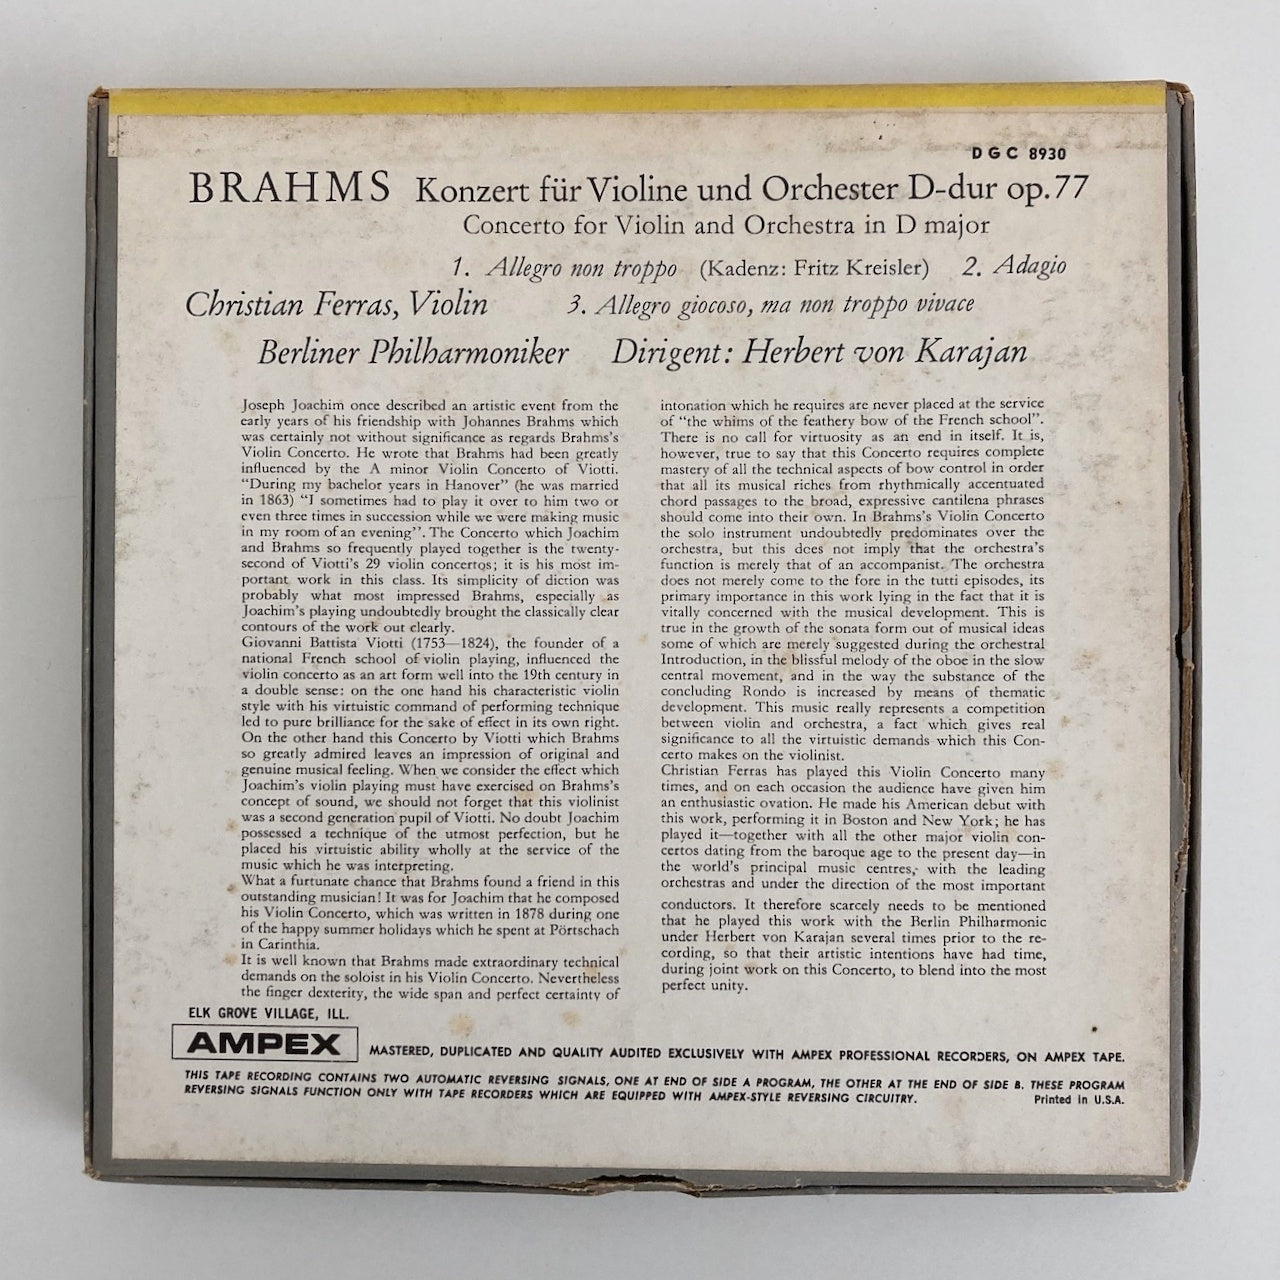 DGC 8930
BRAHMS Konzert für Violine und Orchester D-dur op.77
Concerto for Violin and Orchestra in D major
1. Allegro non troppo (Kadenz: Fritz Kreisler) 2. Adagio
Christian Ferras, Violin 3. Allegro giocoso, ma non troppo vivace
Berliner Philharmoniker Dirigent: Herbert von Karajan
Joseph Joachim once described an artistic event from the
early years of his friendship with Johannes Brahms which
was certainly not without significance as regards Brahms's
Violin Concerto. He wrote that Brahms had been greatly
influenced by the A minor Violin Concerto of Viotti.
“During my bachelor years in Hanover” (he was married
in 1863) “I sometimes had to play it over to him two or
even three times in succession while we were making music
in my room of an evening”. The Concerto which Joachim
and Brahms so frequently played together is the twenty-
second of Viotti's 29 violin concertos; it is his most im-
portant work in this class. Its simplicity of diction was
probably what most impressed Brahms, especially as
Joachim's playing undoubtedly brought the classically clear
contours of the work out clearly.
Giovanni Battista Viotti (1753—1824), the founder of a
national French school of violin playing, influenced the
violin concerto as an art form well into the 19th century in
a double sense: on the one hand his characteristic violin
style with his virtuistic command of performing technique
led to pure brilliance for the sake of effect in its own right.
On the other hand this Concerto by Viotti which Brahms
so greatly admired leaves an impression of original and
genuine musical feeling. When we consider the effect which
Joachim's violin playing must have exercised on Brahms's
concept of sound, we should not forget that this violinist
was a second generation pupil of Viotti. No doubt Joachim
possessed a technique of the utmost perfection, but he
placed his virtuistic ability wholly at the service of the
music which he was interpreting.
What a furtunate chance that Brahms found a friend in this
outstanding musician! It was for Joachim that he composed
his Violin Concerto, which was written in 1878 during one
of the happy summer holidays which he spent at Pörtschach
in Carinthia.
It is well known that Brahms made extraordinary technical
demands on the soloist in his Violin Concerto. Nevertheless
the finger dexterity, the wide span and perfect certainty of
intonation which he requires are never placed at the service
of “the whims of the feathery bow of the French school”.
There is no call for virtuosity as an end in itself. It is,
however, true to say that this Concerto requires complete
mastery of all the technical aspects of bow control in order
that all its musical riches from rhythmically accentuated
chord passages to the broad, expressive cantilena phrases
should come into their own. In Brahms's Violin Concerto
the solo instrument undoubtedly predominates over the
orchestra, but this does not imply that the orchestra's
function is merely that of an accompanist. The orchestra
does not merely come to the fore in the tutti episodes, its
primary importance in this work lying in the fact that it is
vitally concerned with the musical development. This is
true in the growth of the sonata form out of musical ideas
some of which are merely suggested during the orchestral
Introduction, in the blissful melody of the oboe in the slow
central movement, and in the way the substance of the
concluding Rondo is increased by means of thematic
development. This music really represents a competition
between violin and orchestra, a fact which gives real
significance to all the virtuistic demands which this Con-
certo makes on the violinist.
Christian Ferras has played this Violin Concerto many
times, and on each occasion the audience have given him
an enthusiastic ovation. He made his American debut with
this work, performing it in Boston and New York; he has
played it—together with all the other major violin con-
certos dating from the baroque age to the present day—in
the world's principal music centres, with the leading
orchestras and under the direction of the most important
conductors. It therefore scarcely needs to be mentioned
that he played this work with the Berlin Philharmonic
under Herbert von Karajan several times prior to the re-
cording, so that their artistic intentions have had time,
during joint work on this Concerto, to blend into the most
perfect unity.
ELK GROVE VILLAGE, ILL.
AMPEX MASTERED, DUPLICATED AND QUALITY AUDITED EXCLUSIVELY WITH AMPEX PROFESSIONAL RECORDERS, ON AMPEX TAPE.
THIS TAPE RECORDING CONTAINS TWO AUTOMATIC REVERSING SIGNALS, ONE AT END OF SIDE A PROGRAM, THE OTHER AT THE END OF SIDE B. THESE PROGRAM
REVERSING SIGNALS FUNCTION ONLY WITH TAPE RECORDERS WHICH ARE EQUIPPED WITH AMPEX-STYLE REVERSING CIRCUITRY. Printed in U.S.A.